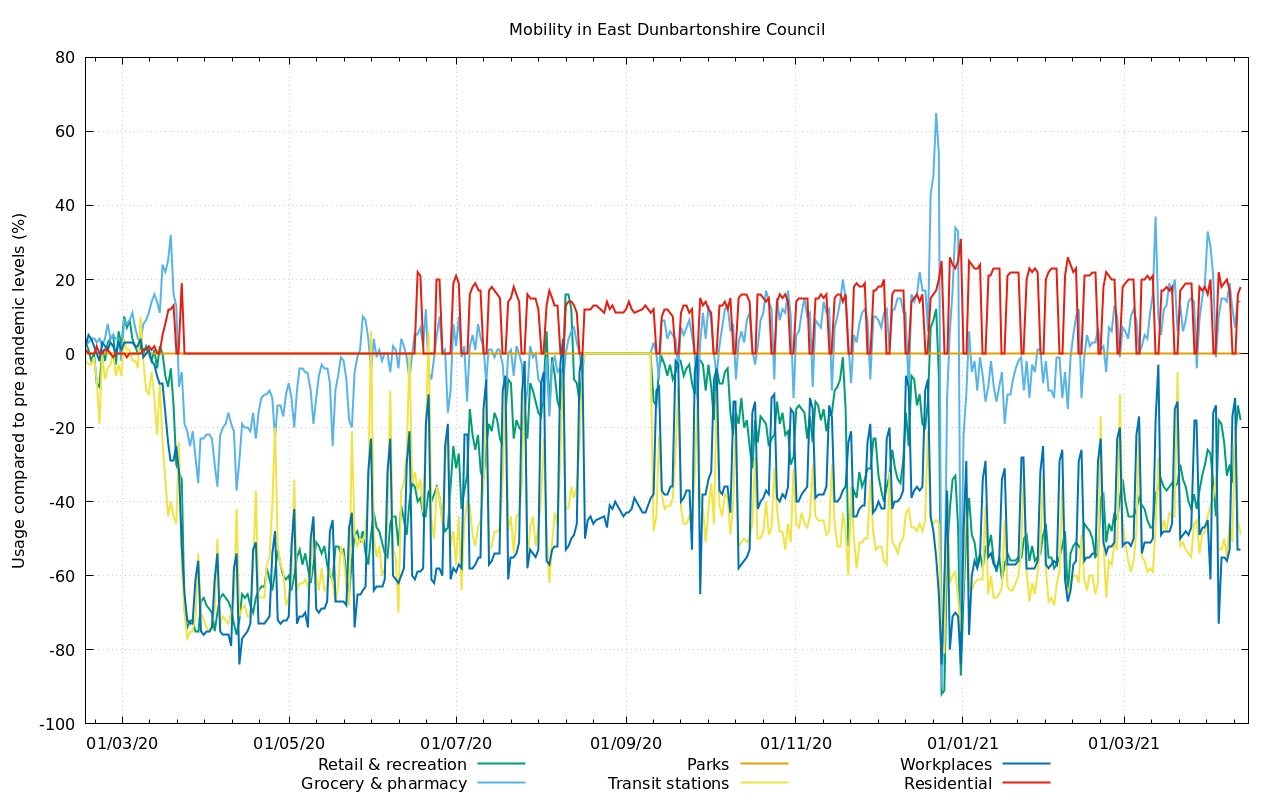 Mobility in East Dunbartonshire Council
Usage compared to pre pandemic levels (%)
80
60
40
20
0
-20
-40
-60
-80
-100
01/03/20 01/05/20 01/07/20 01/09/20 01/11/20 01/01/21 01/03/21
Retail & recreation Parks Workplaces
Grocery & pharmacy Transit stations Residential